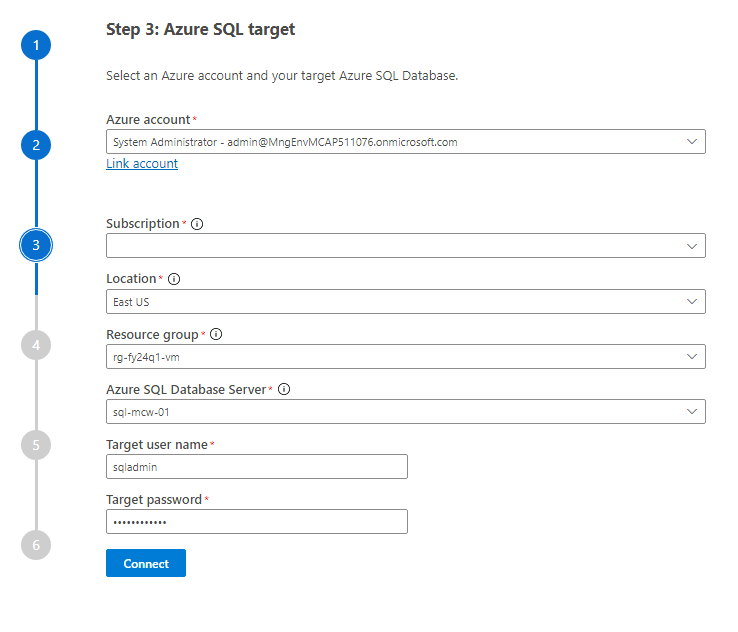 Step 3: Azure SQL target
1
Select an Azure account and your target Azure SQL Database.
Azure account*
2
System Administrator - admin@MngEnvMCAP511076.onmicrosoft.com
Link account
Subscription*
3
Location*
East US
Resource group*
4
rg-fy24q1-vm
Azure SQL Database Server*
sql-mcw-01
5
Target user name*
sqladmin
Target password*
••••••••••••
6
Connect